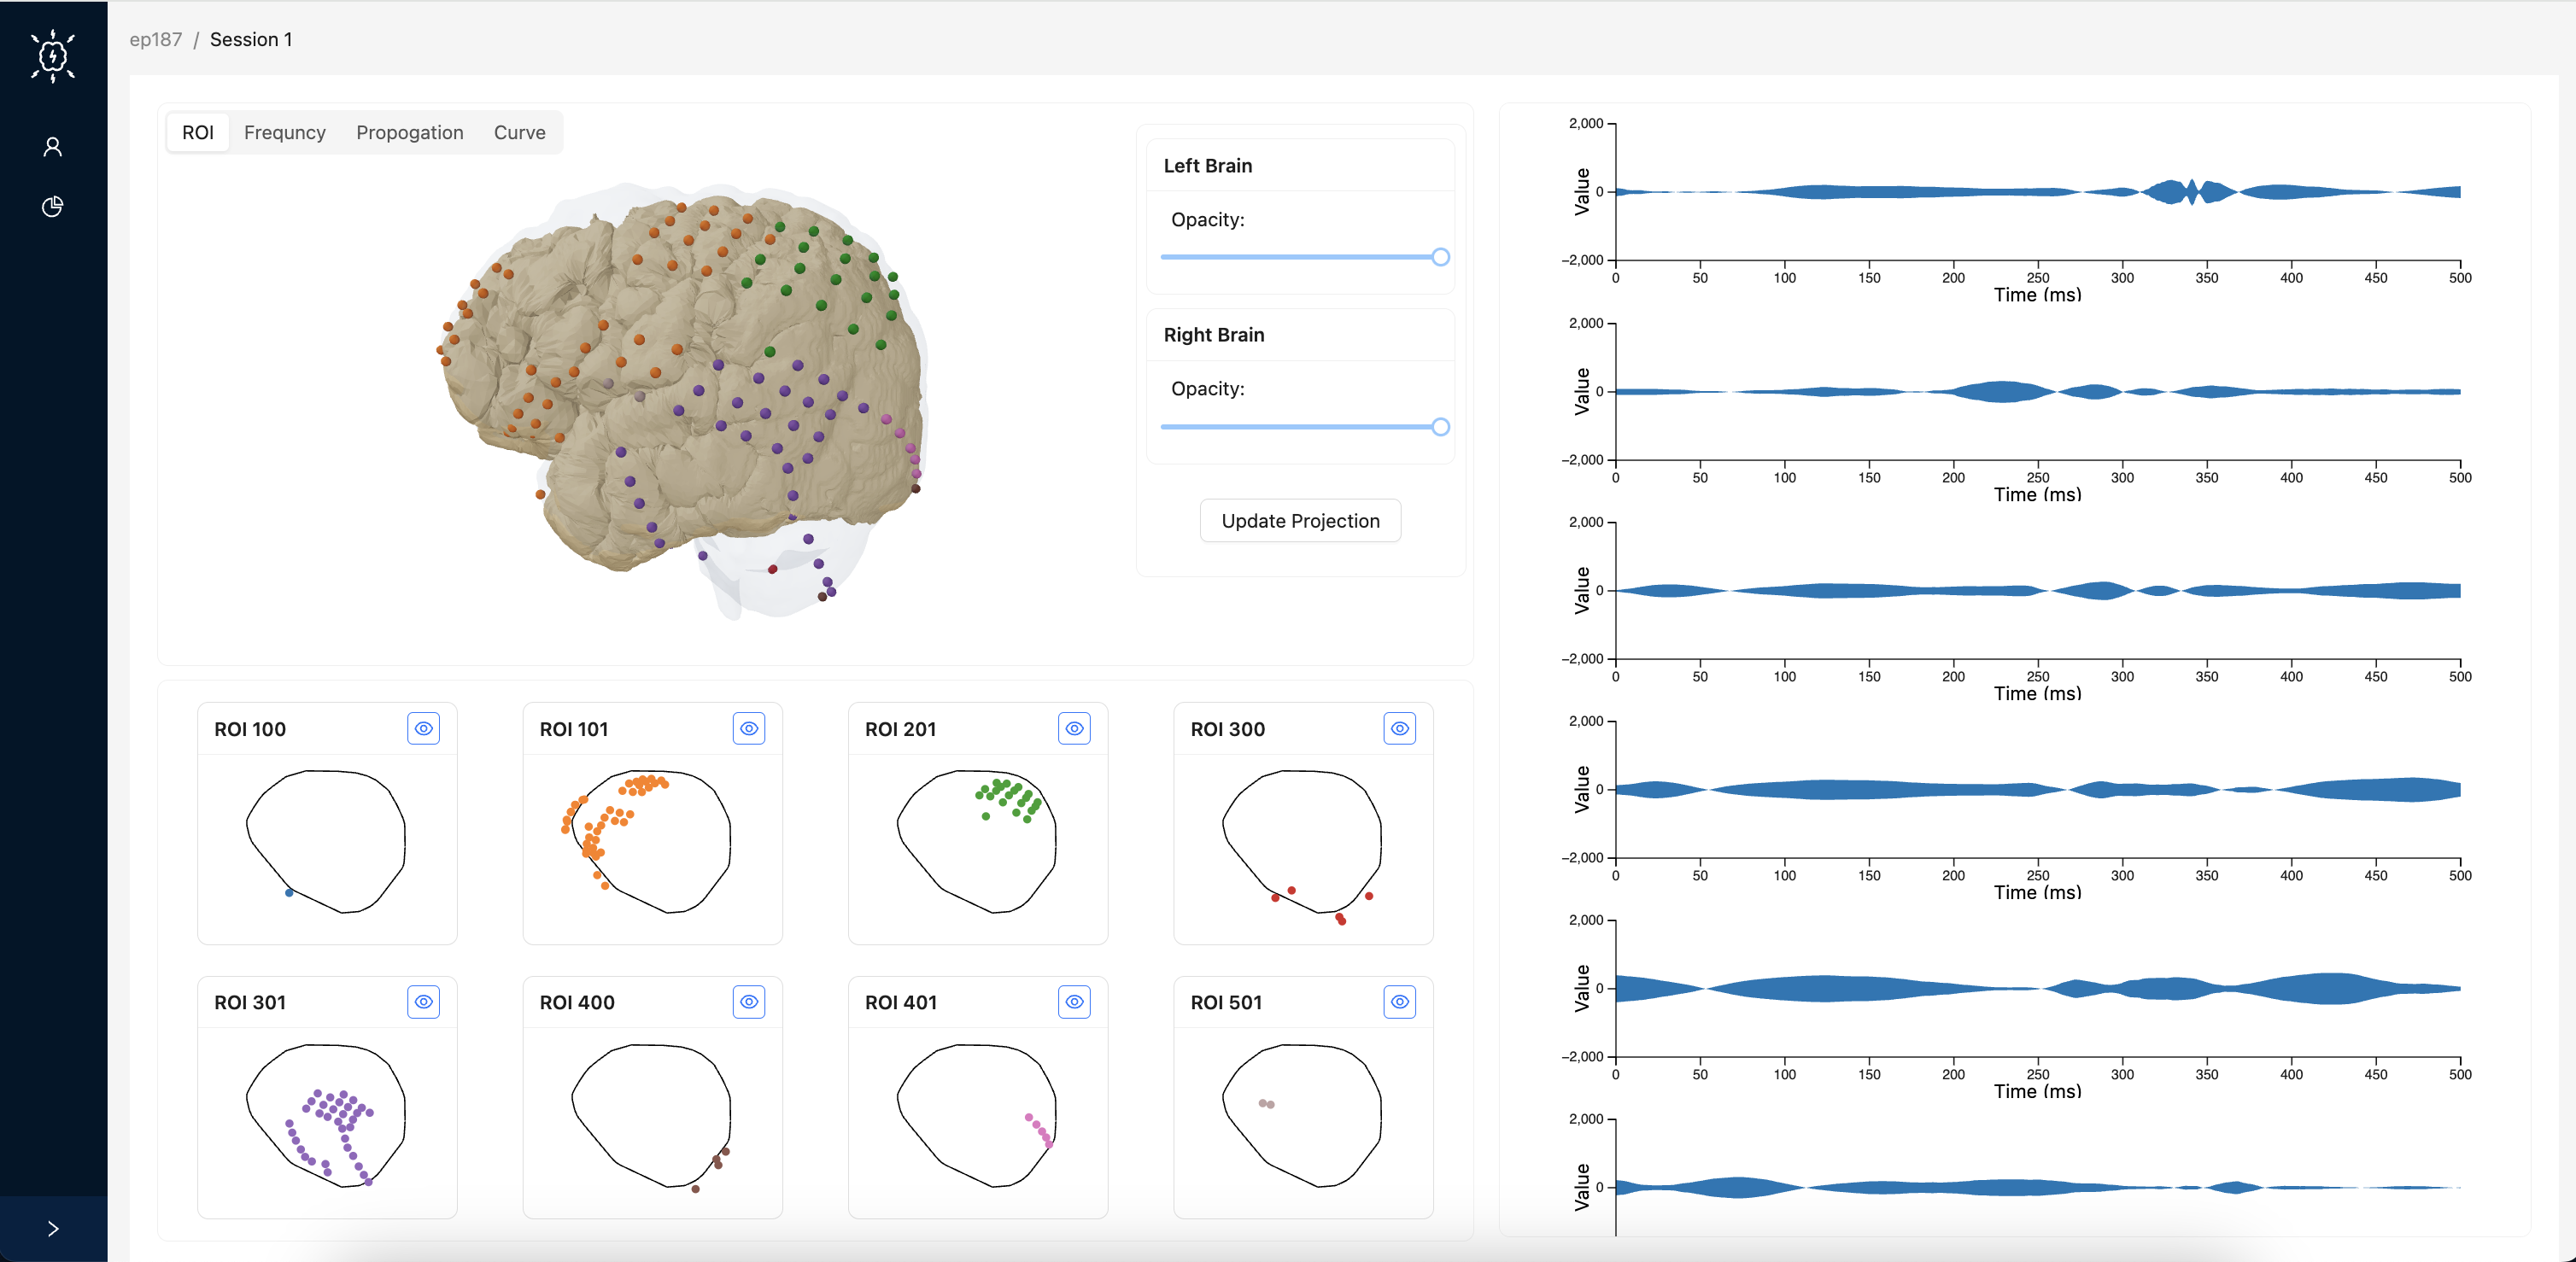 ep187 / Session 1
ROI Frequncy Propogation Curve
Left Brain
Opacity:
Right Brain
Opacity:
Update Projection
ROI 100
ROI 101
ROI 201
ROI 300
ROI 301
ROI 400
ROI 401
ROI 501
2,000
Value
0
−2,000
0 50 100 150 200 250 300 350 400 450 500
Time (ms)
2,000
Value
0
−2,000
0 50 100 150 200 250 300 350 400 450 500
Time (ms)
2,000
Value
0
−2,000
0 50 100 150 200 250 300 350 400 450 500
Time (ms)
2,000
Value
0
−2,000
0 50 100 150 200 250 300 350 400 450 500
Time (ms)
2,000
Value
0
−2,000
0 50 100 150 200 250 300 350 400 450 500
Time (ms)
2,000
Value
0